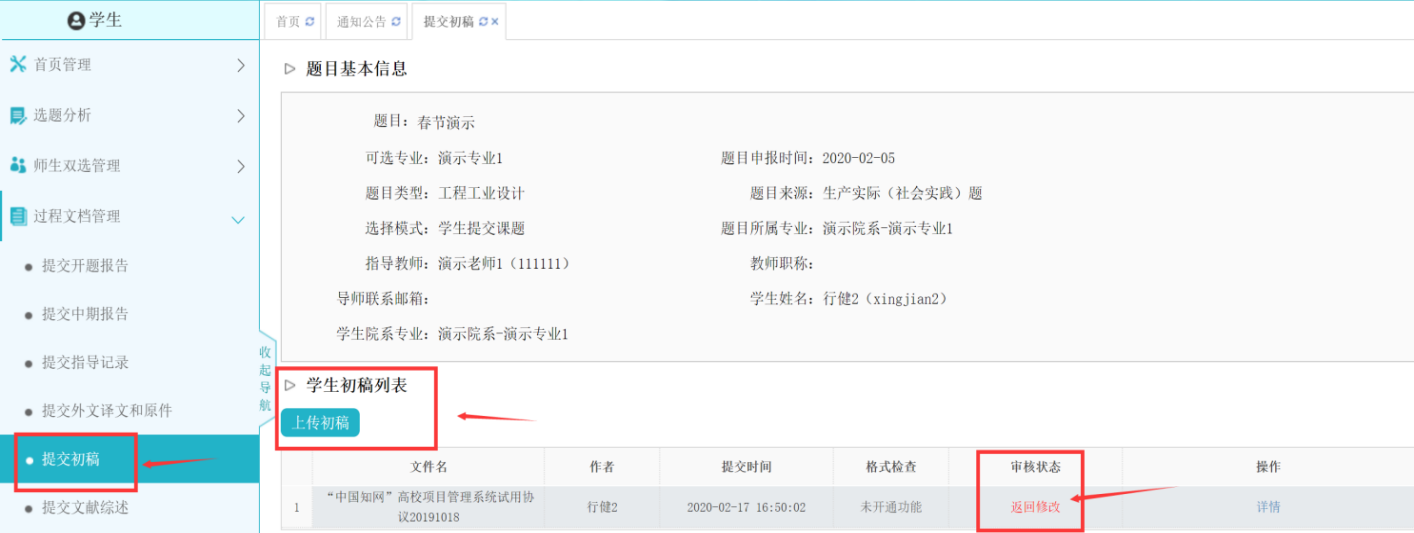 学生
首页
通知公告
提交初稿
首页管理
选题分析
师生双选管理
过程文档管理
提交开题报告
提交中期报告
提交指导记录
提交外文译文和原件
提交初稿
提交文献综述
收起导航
题目基本信息
题目：春节演示
可选专业：演示专业1
题目申报时间：2020-02-05
题目类型：工程工业设计
题目来源：生产实际（社会实践）题
选择模式：学生提交课题
题目所属专业：演示院系-演示专业1
指导教师：演示老师1（111111）
教师职称：
导师联系邮箱：
学生姓名：行健2（xingjian2）
学生院系专业：演示院系-演示专业1
学生初稿列表
上传初稿
文件名 作者 提交时间 格式检查 审核状态 操作
1 “中国知网”高校项目管理系统试用协 行健2 2020-02-17 16:50:02 未开通功能 返回修改 详情
议20191018